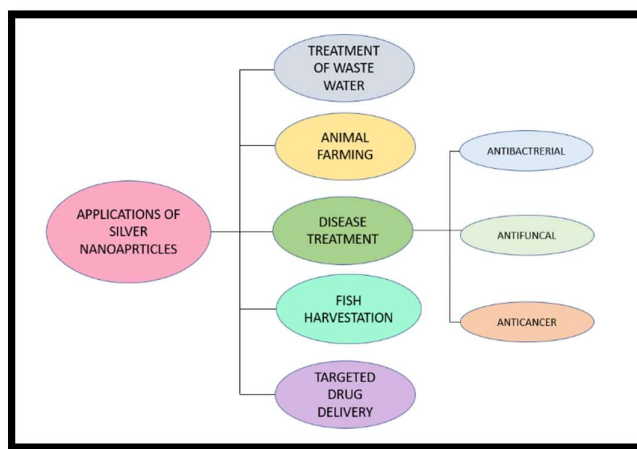 TREATMENT
OF WASTE
WATER
ANIMAL
FARMING
ANTIBACTRERIAL
APPLICATIONS OF
SILVER
NANOAPRTICLES
DISEASE
TREATMENT
ANTIFUNCAL
FISH
HARVESTATION
ANTICANCER
TARGETED
DRUG
DELIVERY